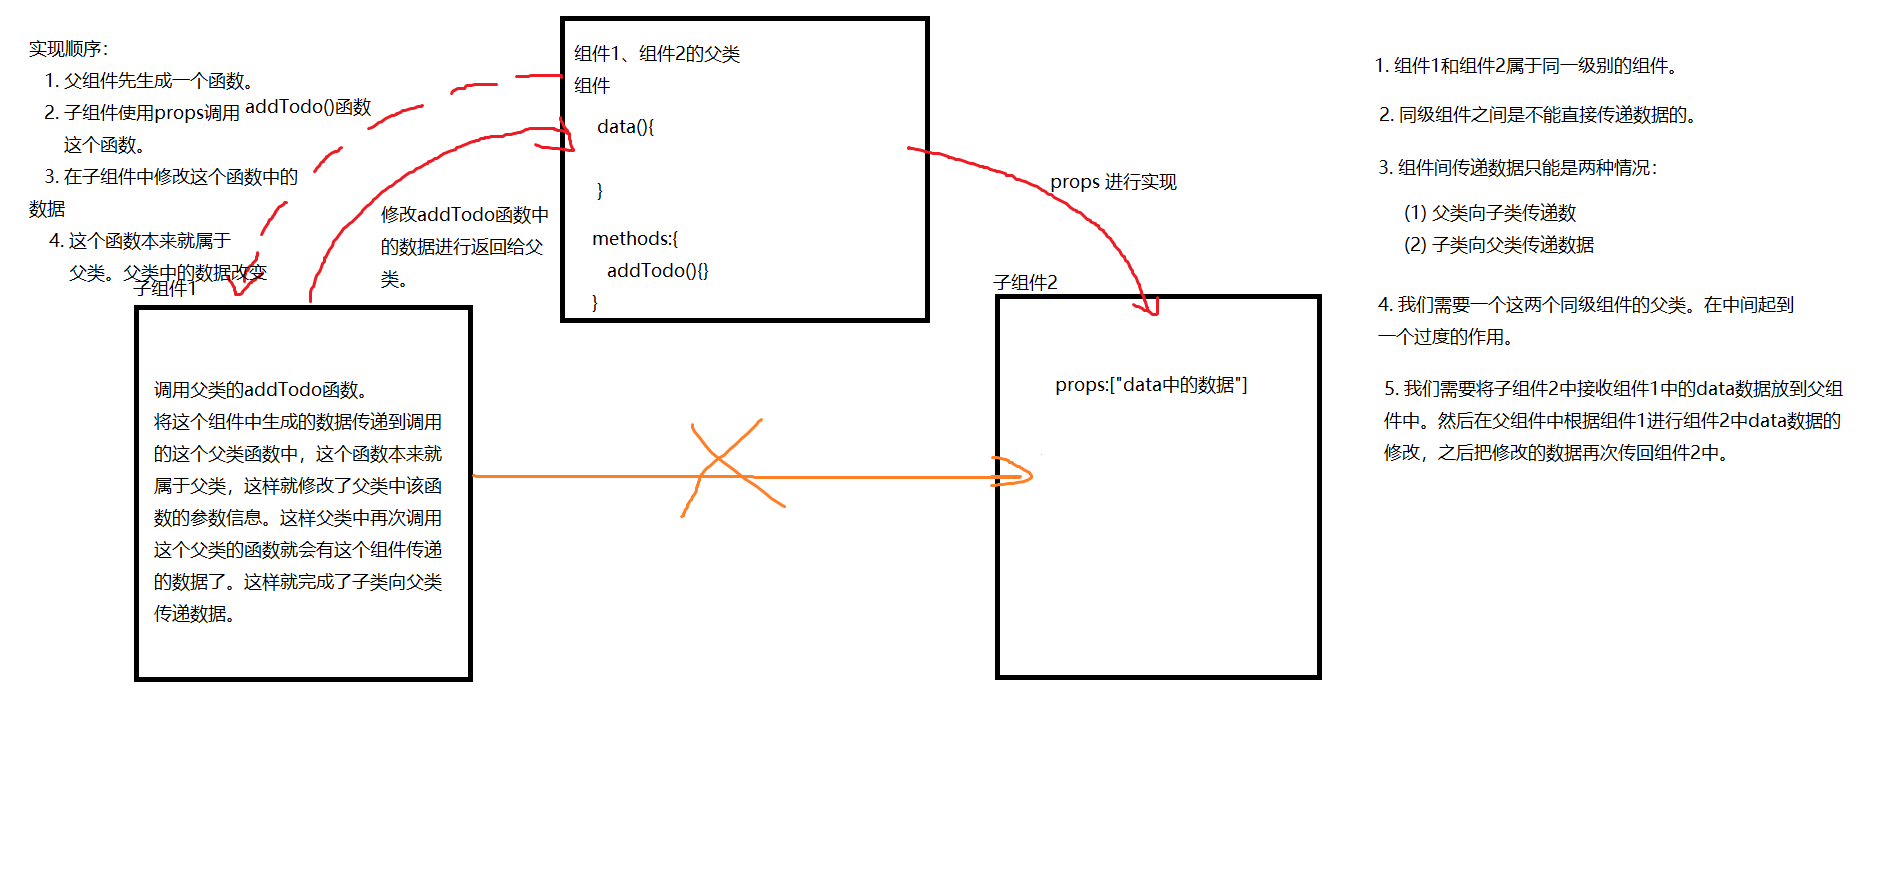 实现顺序：
1. 父组件先生成一个函数。
2. 子组件使用props调用
这个函数。
3. 在子组件中修改这个函数中的
数据
4. 这个函数本来就属于
父类。父类中的数据改变
addTodo()函数
修改addTodo函数中
的数据进行返回给父
类。
组件1、组件2的父类
组件
data(){
}
methods:{
addTodo(){}
}
props 进行实现
子组件1
调用父类的addTodo函数。
将这个组件中生成的数据传递到调用
的这个父类函数中，这个函数本来就
属于父类，这样就修改了父类中该函
数的参数信息。这样父类中再次调用
这个父类的函数就会有这个组件传递
的数据了。这样就完成了子类向父类
传递数据。
子组件2
props:["data中的数据"]
1. 组件1和组件2属于同一级别的组件。
2. 同级组件之间是不能直接传递数据的。
3. 组件间传递数据只能是两种情况：
(1) 父类向子类传递数
(2) 子类向父类传递数据
4. 我们需要一个这两个同级组件的父类。在中间起到
一个过度的作用。
5. 我们需要将子组件2中接收组件1中的data数据放到父组
件中。然后在父组件中根据组件1进行组件2中data数据的
修改，之后把修改的数据再次传回组件2中。